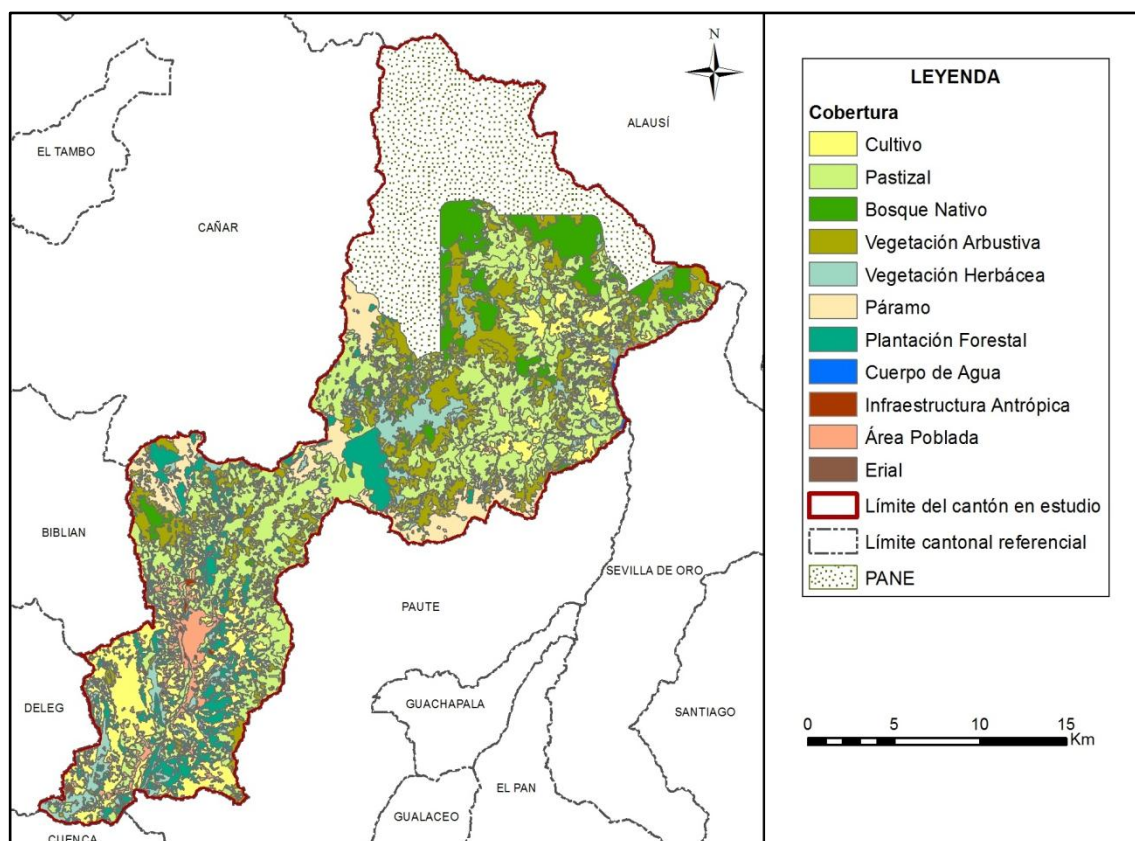 N
ALAUSÍ
EL TAMBO
CAÑAR
BIBLIAN
SEVILLA DE ORO
PAUTE
DELEG
GUACHAPALA
SANTIAGO
EL PAN
GUALACEO
CUENCA
LEYENDA
Cobertura
Cultivo
Pastizal
Bosque Nativo
Vegetación Arbustiva
Vegetación Herbácea
Páramo
Plantación Forestal
Cuerpo de Agua
Infraestructura Antrópica
Área Poblada
Erial
Límite del cantón en estudio
Límite cantonal referencial
PANE
0 5 10 15
Km